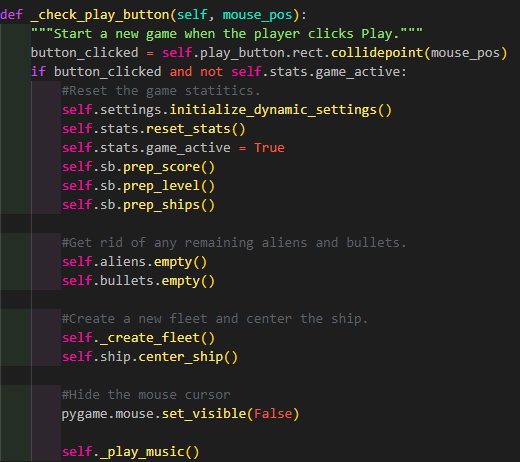 def _check_play_button(self, mouse_pos):
    """Start a new game when the player clicks Play."""
    button_clicked = self.play_button.rect.collidepoint(mouse_pos)
    if button_clicked and not self.stats.game_active:
        #Reset the game statitics.
        self.settings.initialize_dynamic_settings()
        self.stats.reset_stats()
        self.stats.game_active = True
        self.sb.prep_score()
        self.sb.prep_level()
        self.sb.prep_ships()

        #Get rid of any remaining aliens and bullets.
        self.aliens.empty()
        self.bullets.empty()

        #Create a new fleet and center the ship.
        self._create_fleet()
        self.ship.center_ship()

        #Hide the mouse cursor
        pygame.mouse.set_visible(False)

        self._play_music()